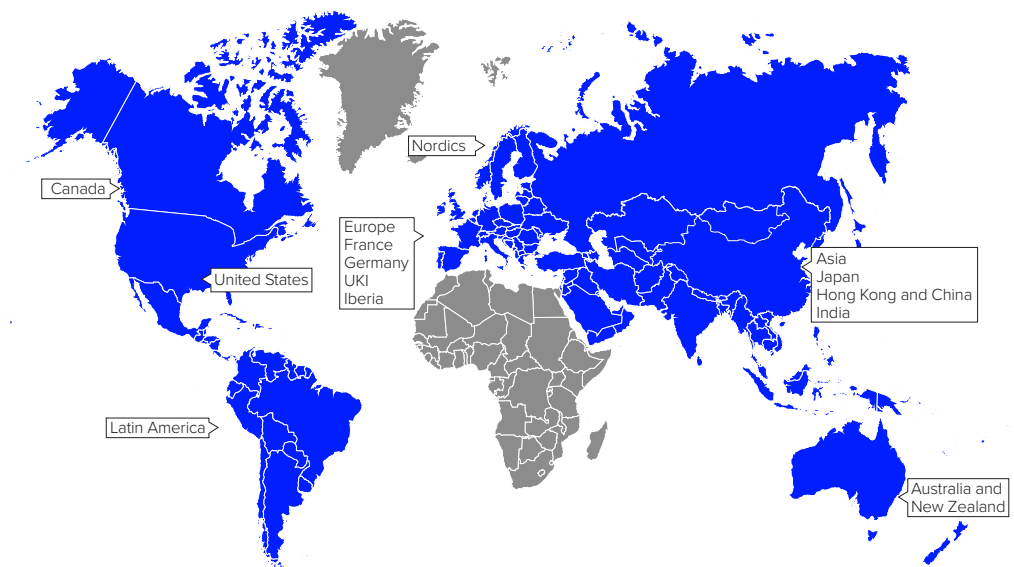 Nordics
Canada
Europe
France
Germany
UKI
Iberia
Asia
Japan
Hong Kong and China
India
United States
Latin America
Australia and
New Zealand